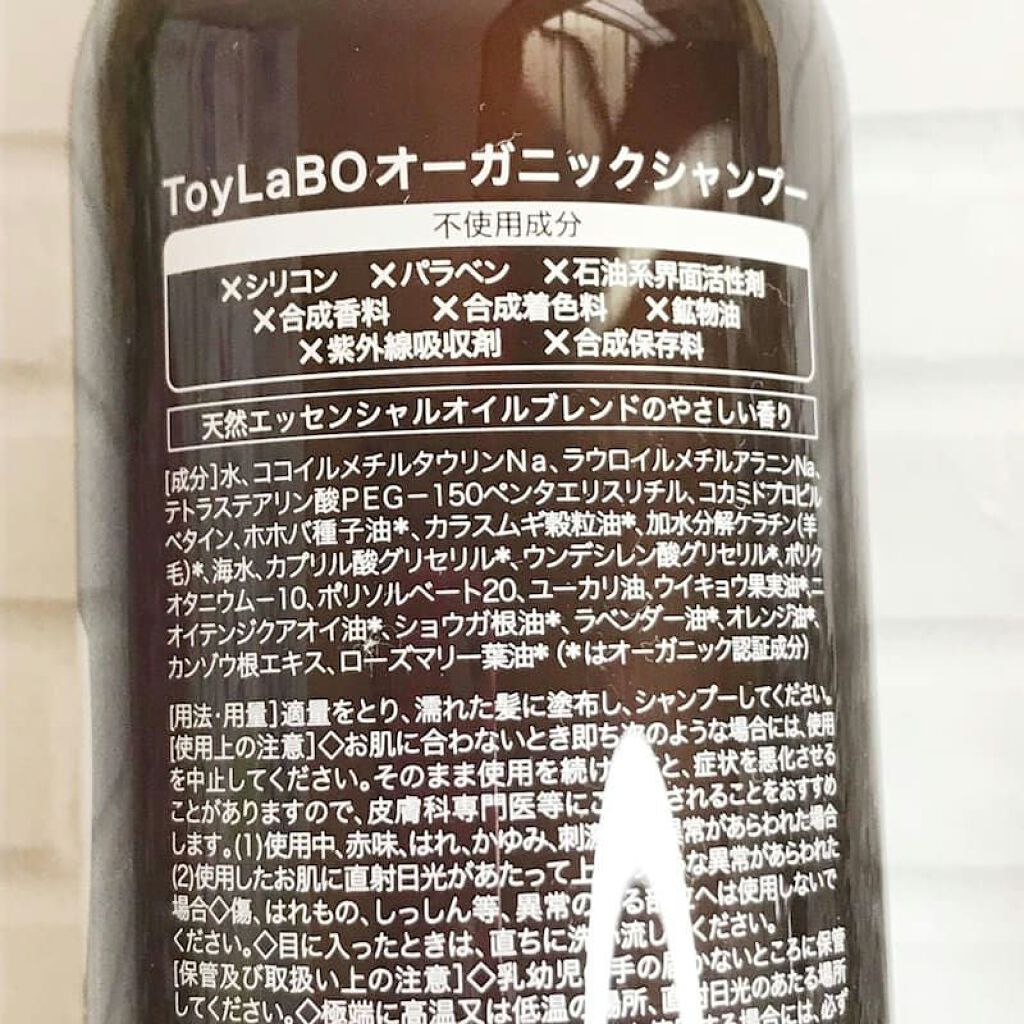 ToyLaBOオーガニックシャンプー
不使用成分
×シリコン ×パラベン ×石油系界面活性剤
×合成香料 ×合成着色料 ×鉱物油
×紫外線吸収剤 ×合成保存料
天然エッセンシャルオイルブレンドのやさしい香り
[成分]水、ココイルメチルタウリンNa、ラウロイルメチルアラニンNa、
テトラステアリン酸PEG-150ペンタエリスリチル、コカミドプロピル
ベタイン、ホホバ種子油*、カラスムギ穀粒油*、加水分解ケラチン(羊
毛)*、海水、カプリル酸グリセリル*、ウンデシレン酸グリセリル*、ポリク
オタニウム-10、ポリソルベート20、ユーカリ油、ウイキョウ果実油*、ニ
オイテンジクアオイ油*、ショウガ根油*、ラベンダー油*、オレンジ油*、
カンゾウ根エキス、ローズマリー葉油* (*はオーガニック認証成分)
[用法・用量]適量をとり、濡れた髪に塗布し、シャンプーしてください。
[使用上の注意]◇お肌に合わないとき即ち次のような場合には、使用
を中止してください。そのまま使用を続け と、症状を悪化させる
ことがありますので、皮膚科専門医等にご されることをおすすめ
します。(1)使用中、赤味、はれ、かゆみ、刺激 異常があらわれた場合
(2)使用したお肌に直射日光があたって上 な異常があらわれた
場合◇傷、はれもの、しっしん等、異常の る部位へは使用しないで
ください。◇目に入ったときは、直ちに洗い流し ください。
[保管及び取扱い上の注意]◇乳幼児 手の届かないところに保管
してください。◇極端に高温又は低温の場所、直射日光のあたる場所
する場合には、必ず